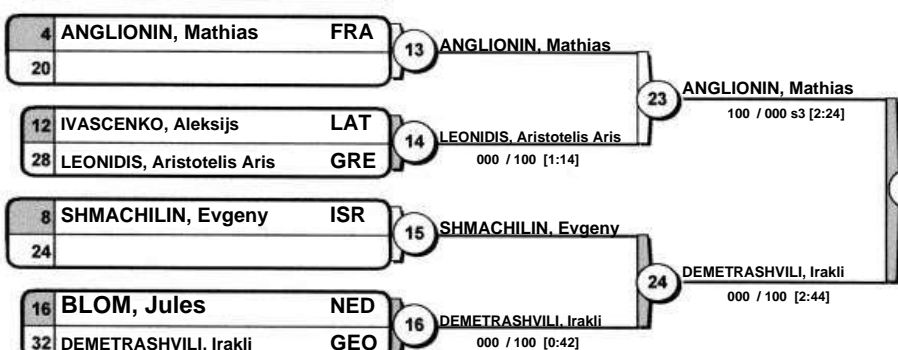 4 ANGLIONIN, Mathias FRA
20
13 ANGLIONIN, Mathias
12 IVASCENKO, Aleksijs LAT
28 LEONIDIS, Aristotelis Aris GRE
14 LEONIDIS, Aristotelis Aris
000 / 100 [1:14]
23 ANGLIONIN, Mathias
100 / 000 s3 [2:24]
8 SHMACHILIN, Evgeny ISR
24
15 SHMACHILIN, Evgeny
16 BLOM, Jules NED
32 DEMETRASHVILI, Irakli GEO
16 DEMETRASHVILI, Irakli
000 / 100 [0:42]
24 DEMETRASHVILI, Irakli
000 / 100 [2:44]